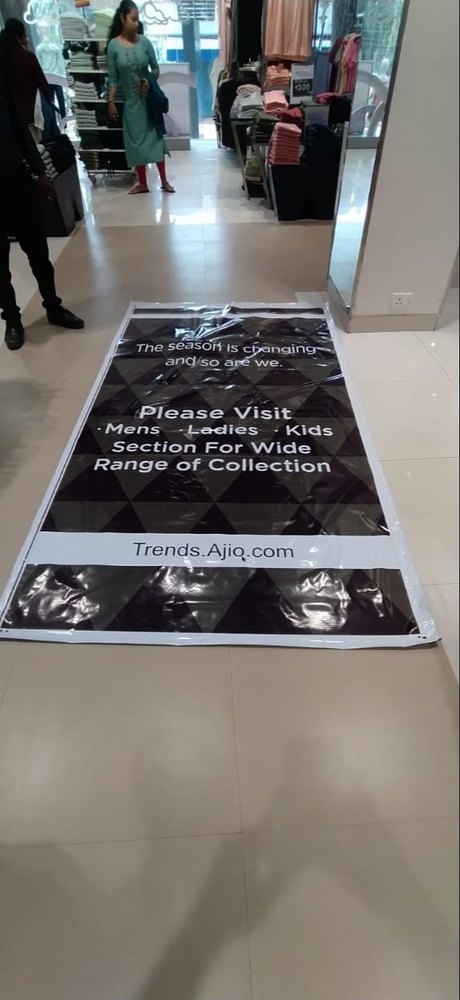 ₹300
The season is changing
and so are we.
Please Visit
·Mens ·Ladies ·Kids
Section For Wide
Range of Collection
Trends.Ajio.com